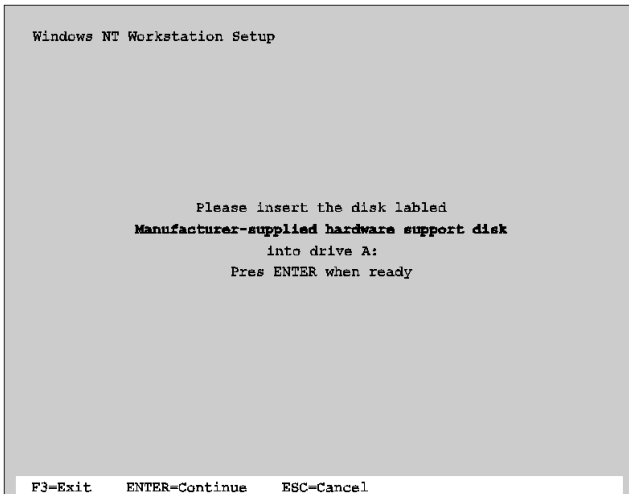 Windows NT Workstation Setup
Please insert the disk labled
Manufacturer-supplied hardware support disk
into drive A:
Pres ENTER when ready
F3=Exit ENTER=Continue ESC=Cancel